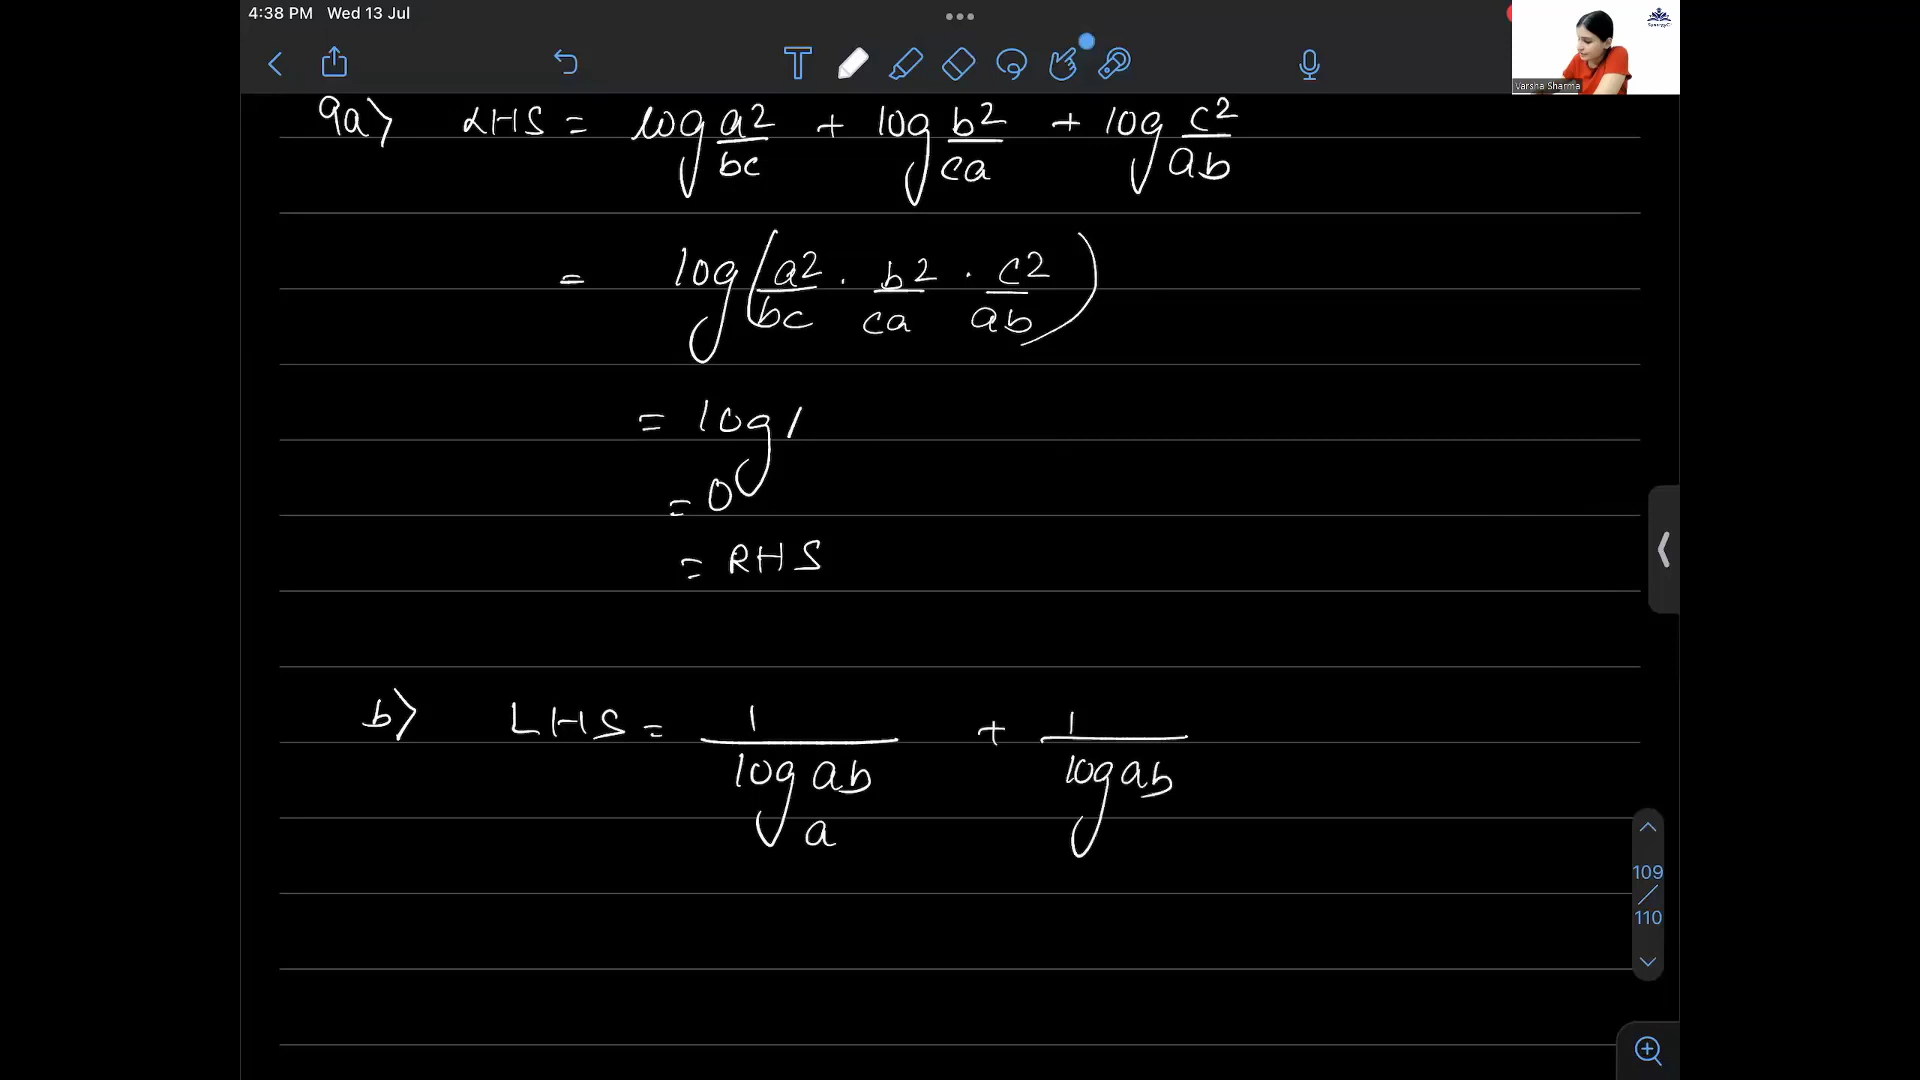 4:38 PM Wed 13 Jul
Varsha Sharma
9a) LHS = log a²/bc + log b²/ca + log c²/ab
= log(a²/bc · b²/ca · c²/ab)
= log 1
= 0
= RHS
b) LHS = 1/log_a ab + 1/log ab
109
/
110